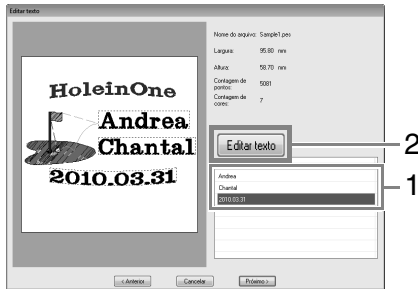 Editar texto
HoleinOne
Andrea
Chantal
2010.03.31
Nome do arquivo: Sample1.pes
Largura: 95.80 mm
Altura: 58.70 mm
Contagem de pontos: 5081
Contagem de cores: 7
Editar texto
2
Andrea
Chantal
2010.03.31
1
< Anterior
Cancelar
Próximo >